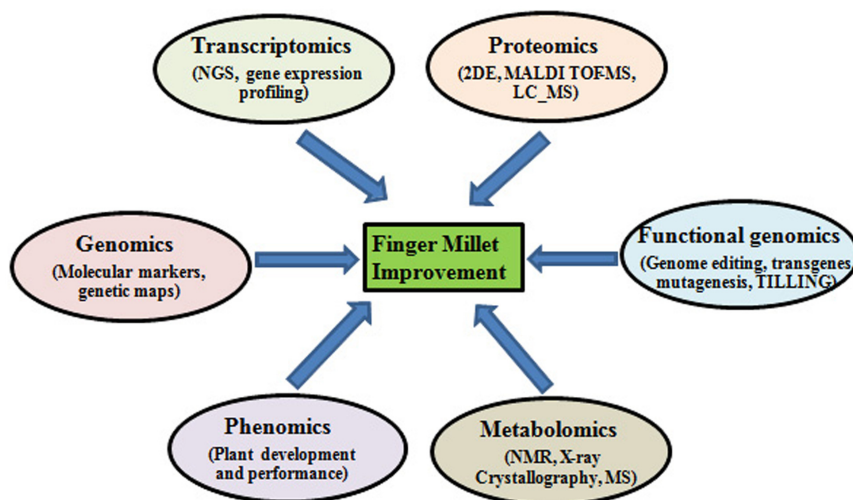 Transcriptomics
(NGS, gene expression
profiling)
Proteomics
(2DE, MALDI TOF-MS,
LC_MS)
Genomics
(Molecular markers,
genetic maps)
Finger Millet
Improvement
Functional genomics
(Genome editing, transgenes,
mutagenesis, TILLING)
Phenomics
(Plant development
and performance)
Metabolomics
(NMR, X-ray
Crystallography, MS)